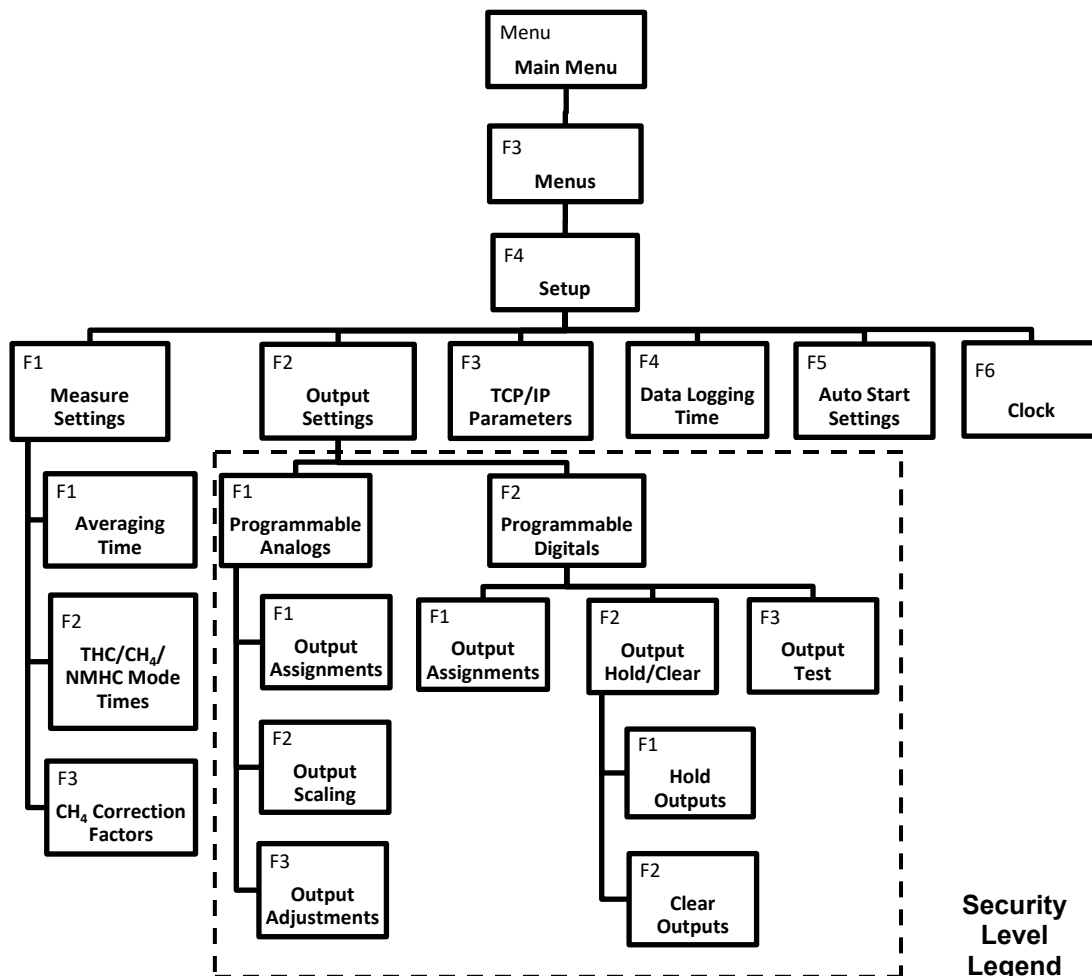 Menu
Main Menu
F3
Menus
F4
Setup
F1
Measure
Settings
F2
Output
Settings
F3
TCP/IP
Parameters
F4
Data Logging
Time
F5
Auto Start
Settings
F6
Clock
F1
Averaging
Time
F2
THC/CH₄/
NMHC Mode
Times
F3
CH₄ Correction
Factors
F1
Programmable
Analogs
F1
Output
Assignments
F2
Output
Scaling
F3
Output
Adjustments
F2
Programmable
Digitals
F1
Output
Assignments
F2
Output
Hold/Clear
F1
Hold
Outputs
F2
Clear
Outputs
F3
Output
Test
Security
Level
Legend